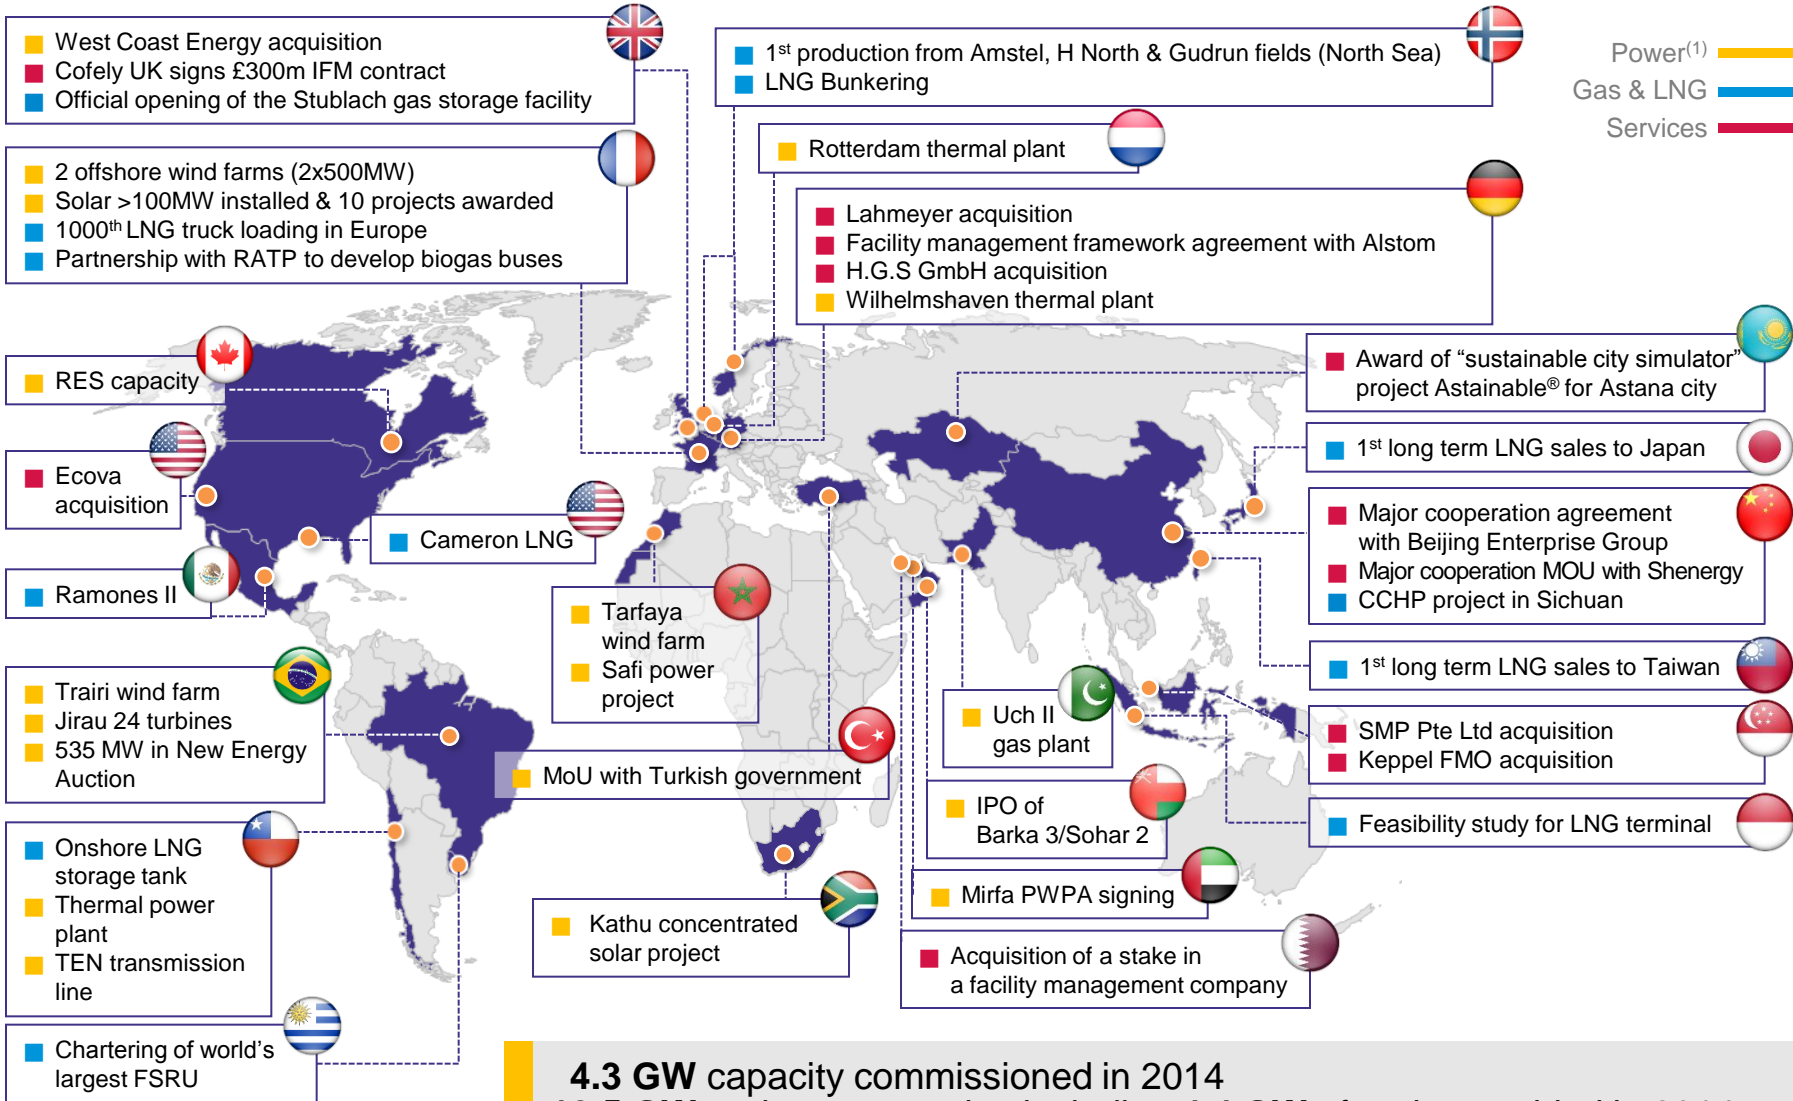 West Coast Energy acquisition
Cofely UK signs £300m IFM contract
Official opening of the Stublach gas storage facility
1st production from Amstel, H North & Gudrun fields (North Sea)
LNG Bunkering
Power(1)
Gas & LNG
Services
2 offshore wind farms (2x500MW)
Solar >100MW installed & 10 projects awarded
1000th LNG truck loading in Europe
Partnership with RATP to develop biogas buses
Rotterdam thermal plant
Lahmeyer acquisition
Facility management framework agreement with Alstom
H.G.S GmbH acquisition
Wilhelmshaven thermal plant
RES capacity
Ecova
acquisition
Cameron LNG
Ramones II
Award of “sustainable city simulator”
project Astainable® for Astana city
1st long term LNG sales to Japan
Major cooperation agreement
with Beijing Enterprise Group
Major cooperation MOU with Shenergy
CCHP project in Sichuan
1st long term LNG sales to Taiwan
SMP Pte Ltd acquisition
Keppel FMO acquisition
Feasibility study for LNG terminal
Tarfaya
wind farm
Safi power
project
MoU with Turkish government
Uch II
gas plant
IPO of
Barka 3/Sohar 2
Mirfa PWPA signing
Acquisition of a stake in
a facility management company
Kathu concentrated
solar project
Trairi wind farm
Jirau 24 turbines
535 MW in New Energy
Auction
Onshore LNG
storage tank
Thermal power
plant
TEN transmission
line
Chartering of world’s
largest FSRU
4.3 GW capacity commissioned in 2014